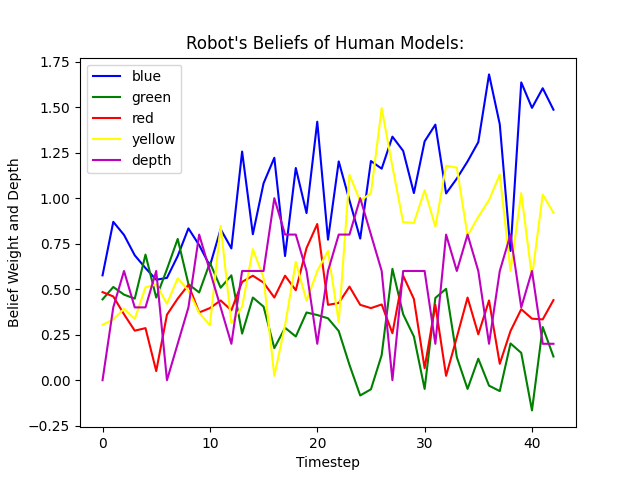 Robot's Beliefs of Human Models:
1.75
1.50
1.25
1.00
0.75
0.50
0.25
0.00
−0.25
Belief Weight and Depth
blue
green
red
yellow
depth
0
10
20
30
40
Timestep